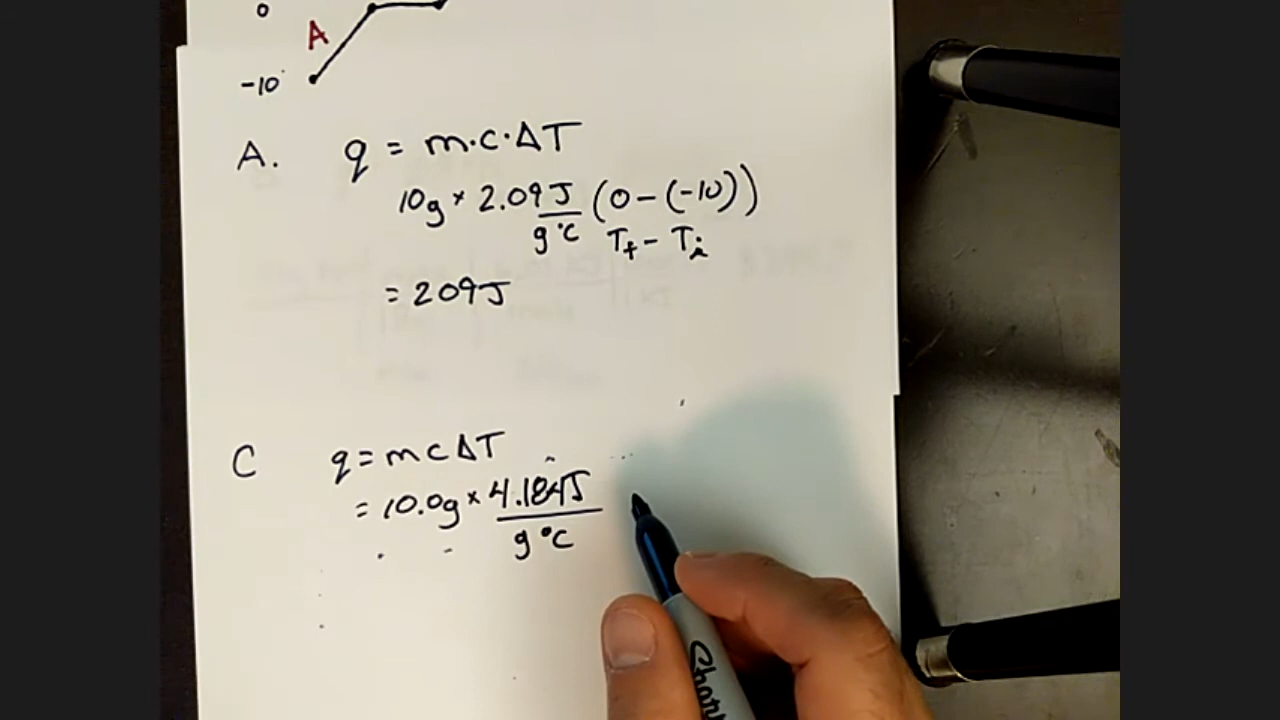 0
A
-10
A. q = m·c·ΔT
10g × 2.09J (0 - (-10))
g °C Tf - Ti
= 209J
C q = mcΔT
= 10.0g × 4.184J
g °C